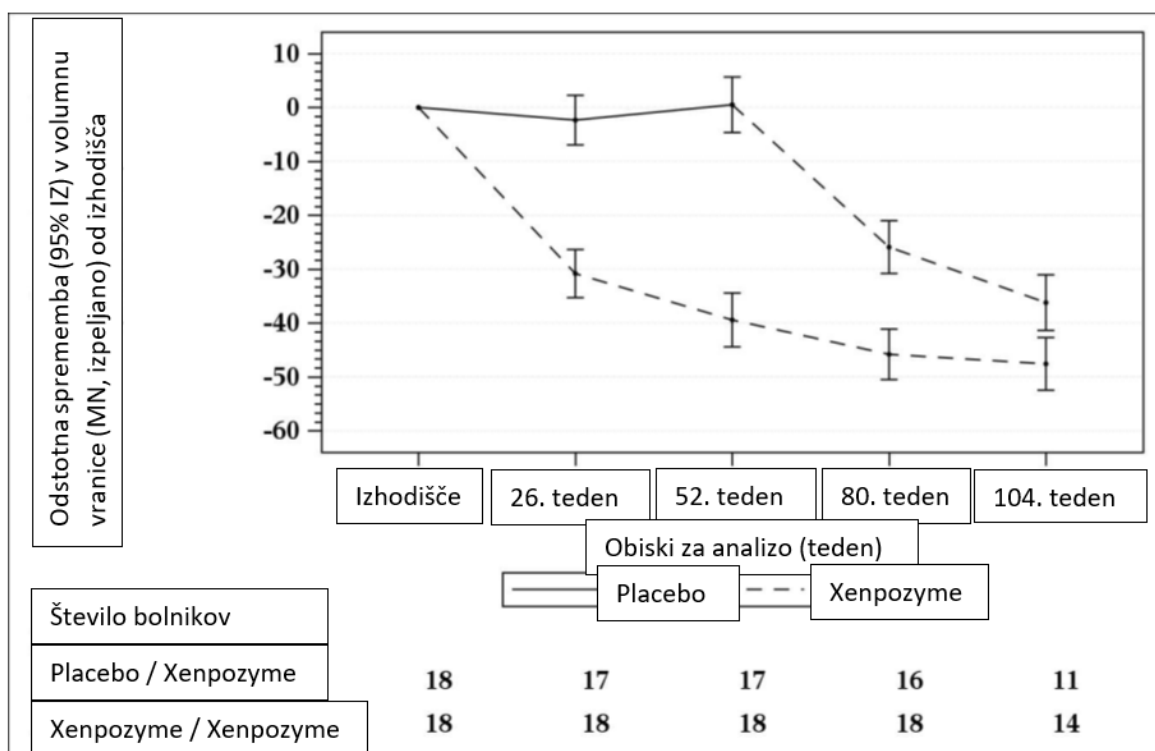 Odstotna sprememba (95% IZ) v volumnu
vranice (MN, izpeljano) od izhodišča
10
0
-10
-20
-30
-40
-50
-60
Izhodišče 26. teden 52. teden 80. teden 104. teden
Obiski za analizo (teden)
Placebo Xenpozyme
Število bolnikov
Placebo / Xenpozyme 18 17 17 16 11
Xenpozyme / Xenpozyme 18 18 18 18 14